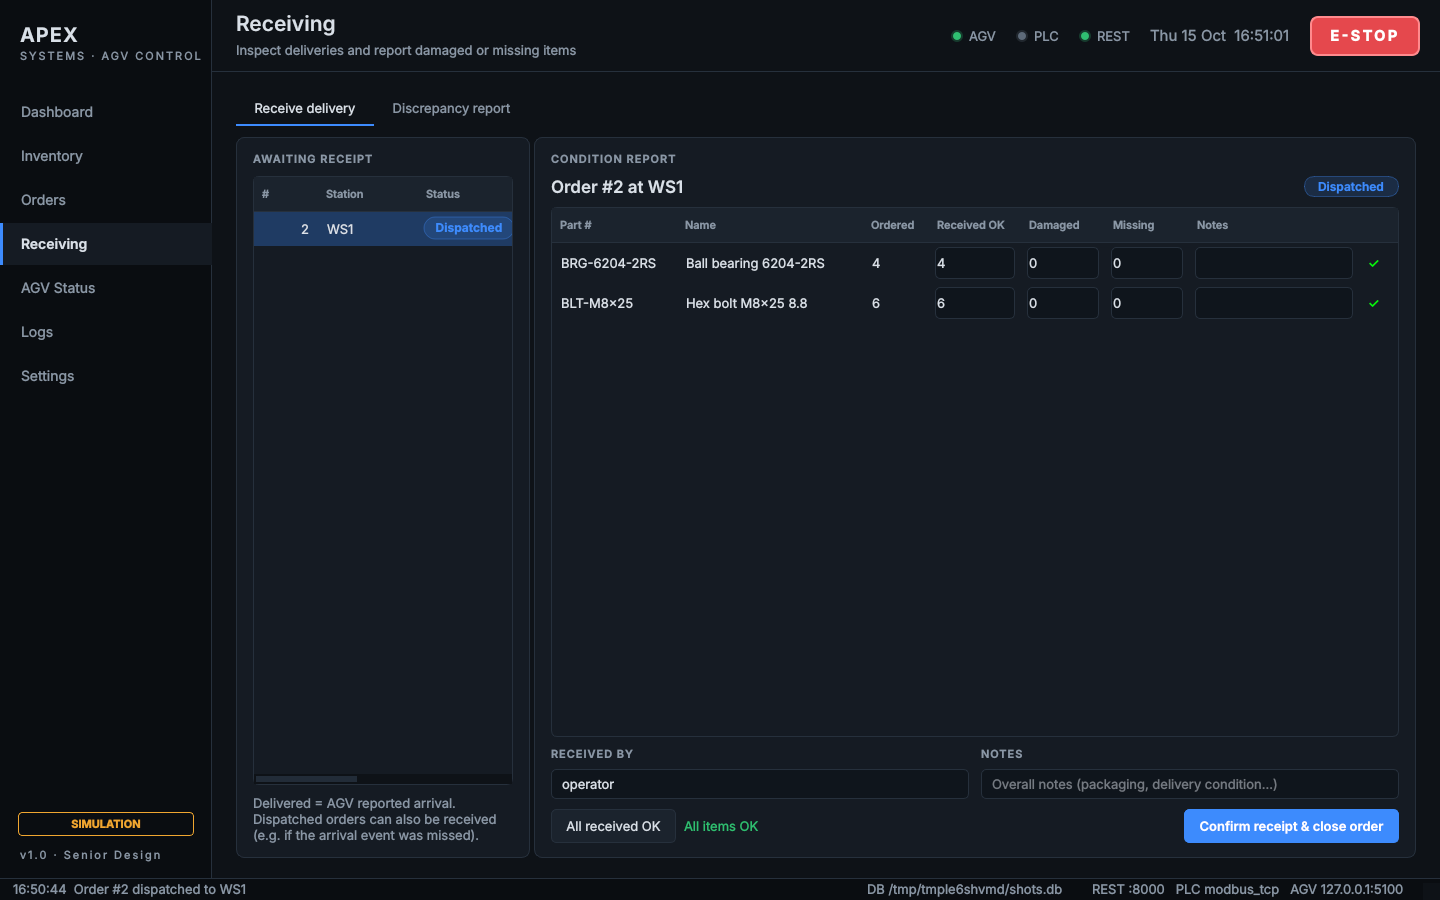 APEX
SYSTEMS · AGV CONTROL
Dashboard
Inventory
Orders
Receiving
AGV Status
Logs
Settings
SIMULATION
v1.0 · Senior Design
Receiving
Inspect deliveries and report damaged or missing items
AGV PLC REST Thu 15 Oct 16:51:01 E-STOP
Receive delivery Discrepancy report
AWAITING RECEIPT
# Station Status
2 WS1 Dispatched
Delivered = AGV reported arrival.
Dispatched orders can also be received
(e.g. if the arrival event was missed).
CONDITION REPORT
Order #2 at WS1 Dispatched
Part # Name Ordered Received OK Damaged Missing Notes
BRG-6204-2RS Ball bearing 6204-2RS 4 4 0 0 ✓
BLT-M8×25 Hex bolt M8×25 8.8 6 6 0 0 ✓
RECEIVED BY NOTES
operator Overall notes (packaging, delivery condition...)
All received OK All items OK Confirm receipt & close order
16:50:44 Order #2 dispatched to WS1 DB /tmp/tmple6shvmd/shots.db REST :8000 PLC modbus_tcp AGV 127.0.0.1:5100